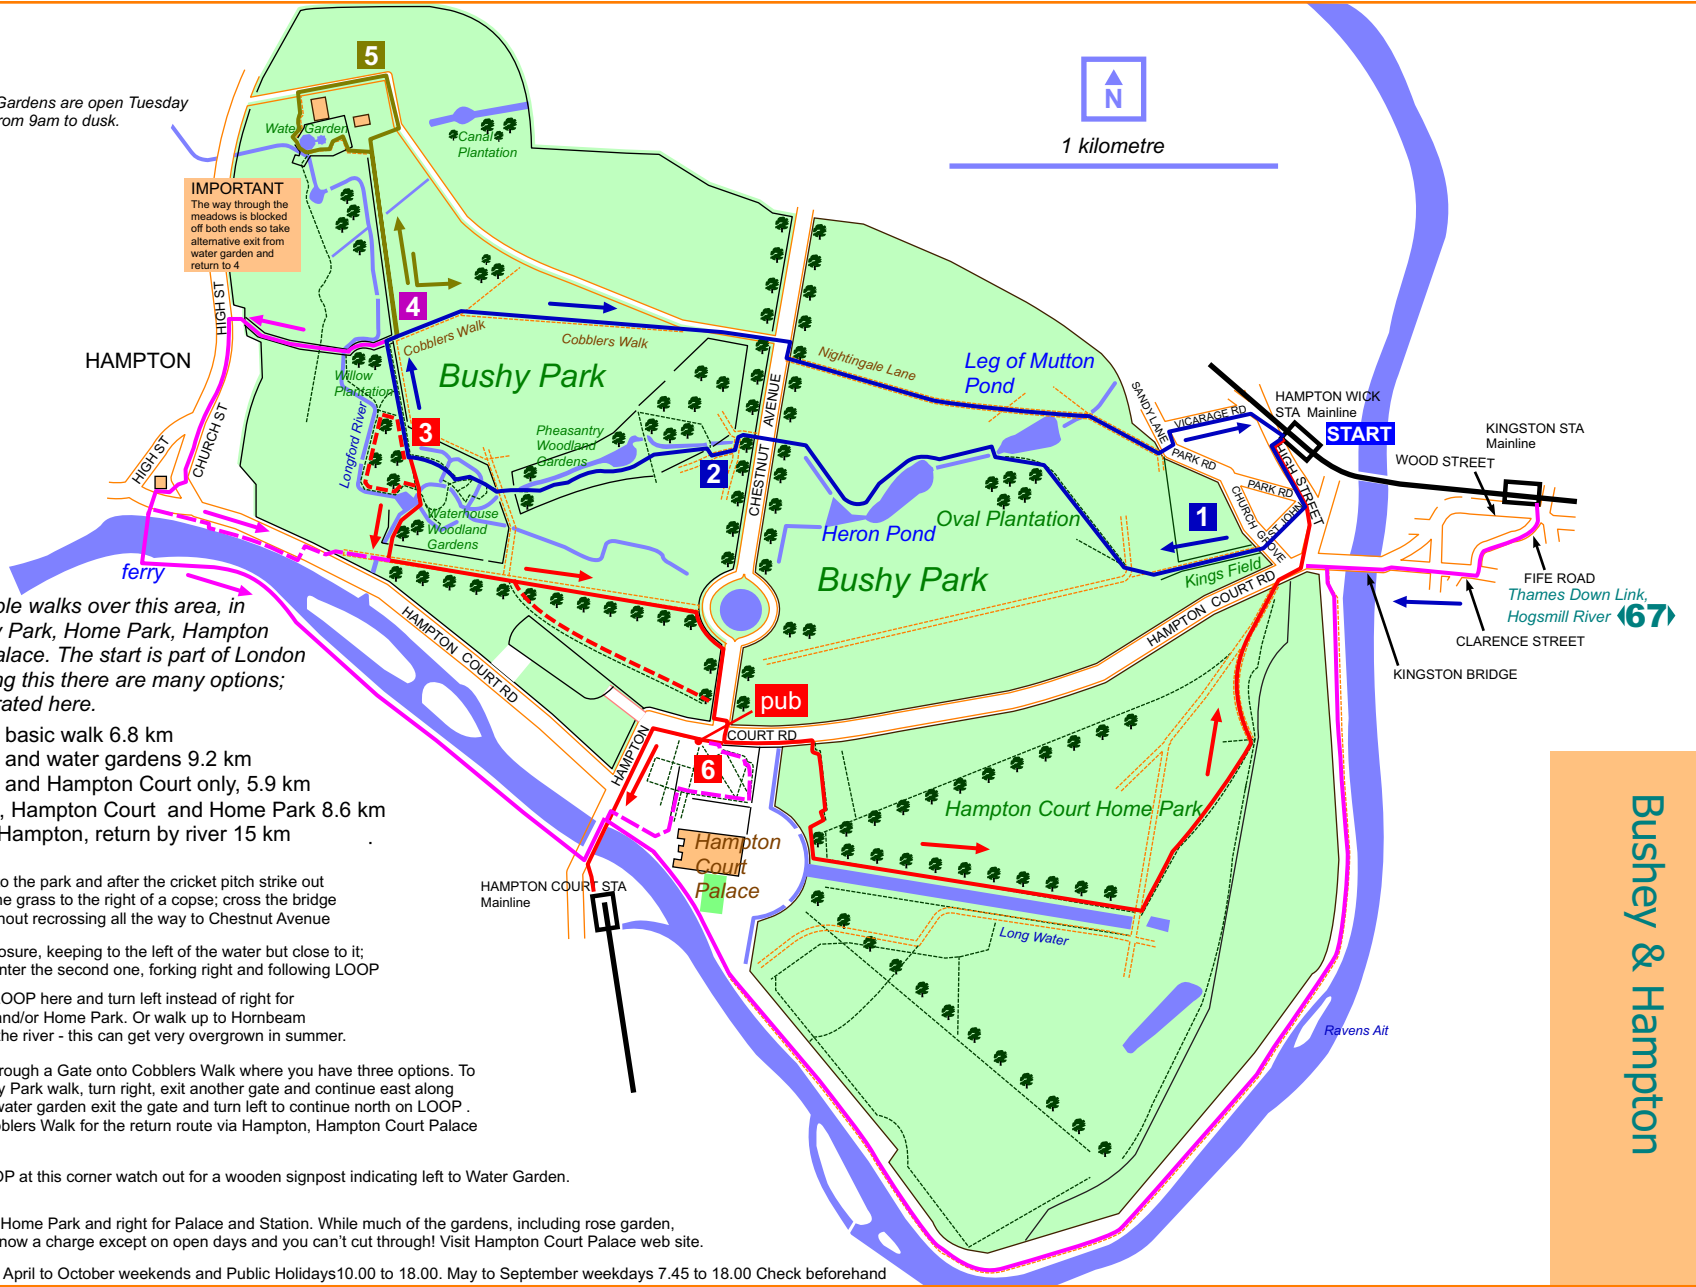 5
Gardens are open Tuesday
rom 9am to dusk.
Water Garden
Canal
Plantation
N
1 kilometre
IMPORTANT
The way through the
meadows is blocked
off both ends so take
alternative exit from
water garden and
return to 4
HIGH ST
4
Cobblers Walk
Cobblers Walk
HAMPTON
Bushy Park
Nightingale Lane
Leg of Mutton
Pond
Willow
Plantation
Longford River
CHURCH ST
HIGH ST
3
Pheasantry
Woodland
Gardens
2
CHESTNUT AVENUE
SANDY LANE
VICARAGE RD
HAMPTON WICK
STA Mainline
START
KINGSTON STA
Mainline
WOOD STREET
PARK RD
PARK RD
HIGH STREET
CHURCH GROVE
ST JOHN
1
Waterhouse
Woodland
Gardens
Heron Pond
Oval Plantation
Bushy Park
Kings Field
HAMPTON COURT RD
ferry
FIFE ROAD
Thames Down Link,
Hogsmill River 67
CLARENCE STREET
KINGSTON BRIDGE
ble walks over this area, in
y Park, Home Park, Hampton
alace. The start is part of London
ng this there are many options;
rated here.
HAMPTON COURT RD
basic walk 6.8 km
and water gardens 9.2 km
and Hampton Court only, 5.9 km
, Hampton Court and Home Park 8.6 km
Hampton, return by river 15 km .
pub
HAMPTON
COURT RD
6
Hampton Court Home Park
Hampton
Court
Palace
HAMPTON COURT STA
Mainline
Long Water
Ravens Ait
Bushey & Hampton
to the park and after the cricket pitch strike out
he grass to the right of a copse; cross the bridge
hout recrossing all the way to Chestnut Avenue
losure, keeping to the left of the water but close to it;
nter the second one, forking right and following LOOP
LOOP here and turn left instead of right for
and/or Home Park. Or walk up to Hornbeam
the river - this can get very overgrown in summer.
rough a Gate onto Cobblers Walk where you have three options. To
y Park walk, turn right, exit another gate and continue east along
water garden exit the gate and turn left to continue north on LOOP .
bblers Walk for the return route via Hampton, Hampton Court Palace
OP at this corner watch out for a wooden signpost indicating left to Water Garden.
Home Park and right for Palace and Station. While much of the gardens, including rose garden,
now a charge except on open days and you can't cut through! Visit Hampton Court Palace web site.
April to October weekends and Public Holidays10.00 to 18.00. May to September weekdays 7.45 to 18.00 Check beforehand